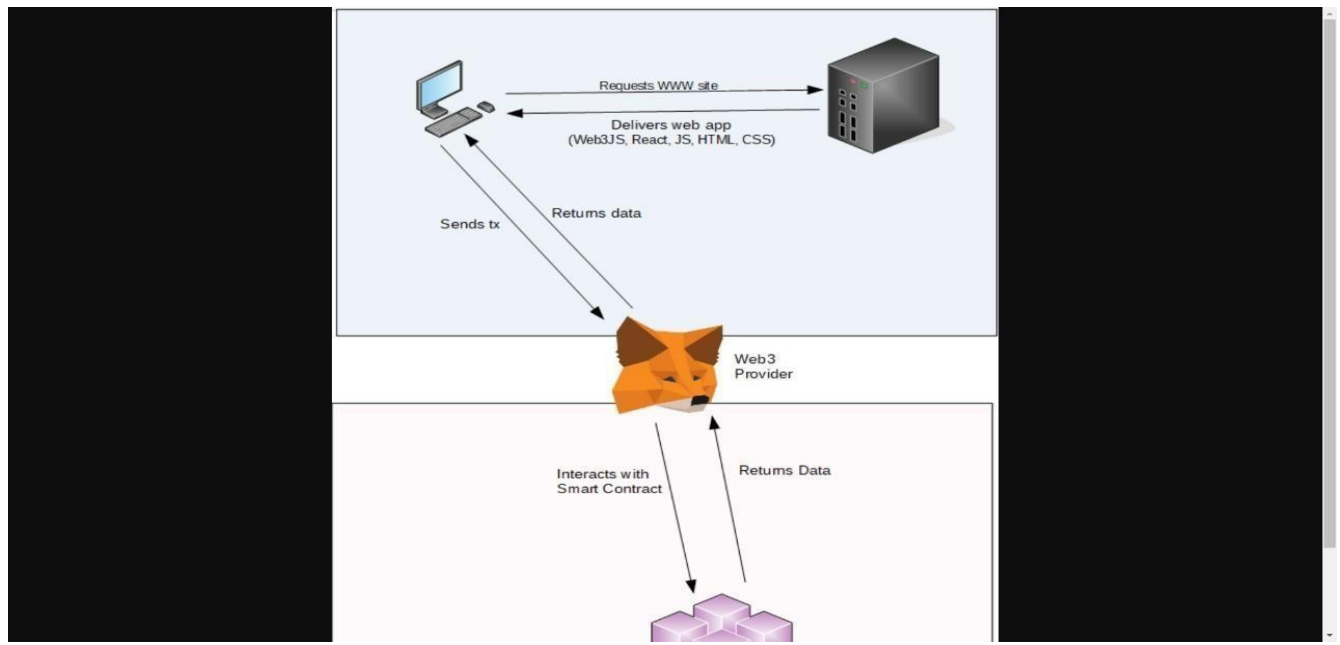 Requests WWW site
Delivers web app
(Web3JS, React, JS, HTML, CSS)
Returns data
Sends tx
Web3
Provider
Interacts with
Smart Contract
Returns Data